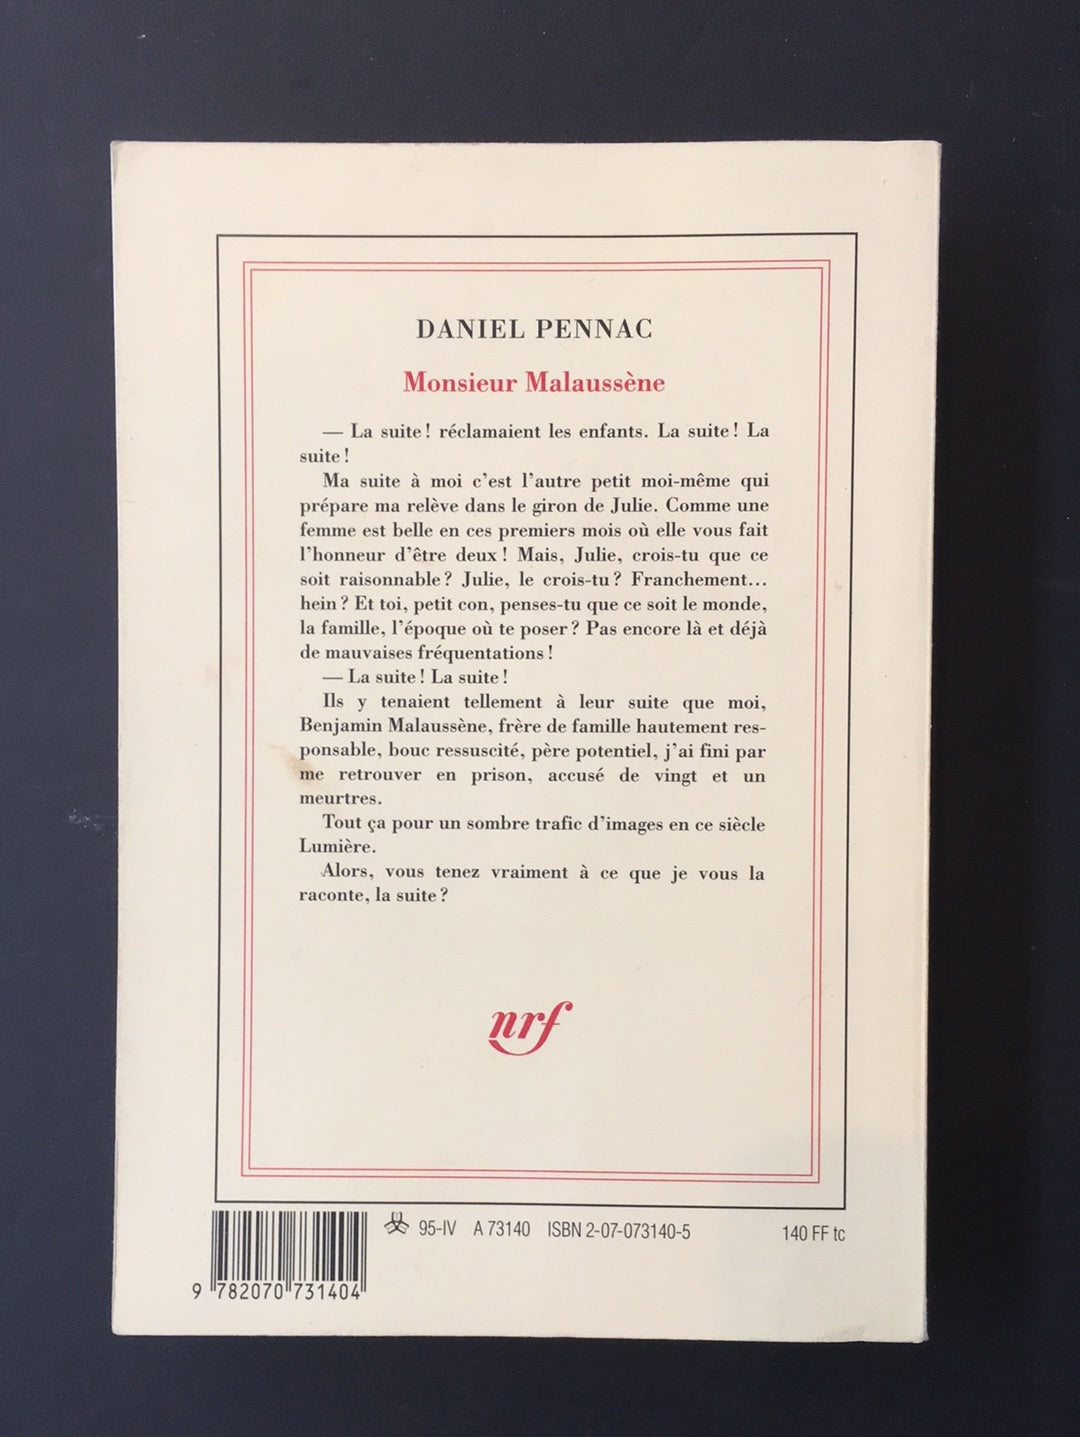 DANIEL PENNAC
Monsieur Malaussène
— La suite ! réclamaient les enfants. La suite ! La
suite !
Ma suite à moi c’est l’autre petit moi-même qui
prépare ma relève dans le giron de Julie. Comme une
femme est belle en ces premiers mois où elle vous fait
l’honneur d’être deux ! Mais, Julie, crois-tu que ce
soit raisonnable ? Julie, le crois-tu ? Franchement...
hein ? Et toi, petit con, penses-tu que ce soit le monde,
la famille, l’époque où te poser ? Pas encore là et déjà
de mauvaises fréquentations !
— La suite ! La suite !
Ils y tenaient tellement à leur suite que moi,
Benjamin Malaussène, frère de famille hautement res-
ponsable, bouc ressuscité, père potentiel, j’ai fini par
me retrouver en prison, accusé de vingt et un
meurtres.
Tout ça pour un sombre trafic d’images en ce siècle
Lumière.
Alors, vous tenez vraiment à ce que je vous la
raconte, la suite ?
nrf
95-IV A 73140 ISBN 2-07-073140-5 140 FF tc
9 782070 731404